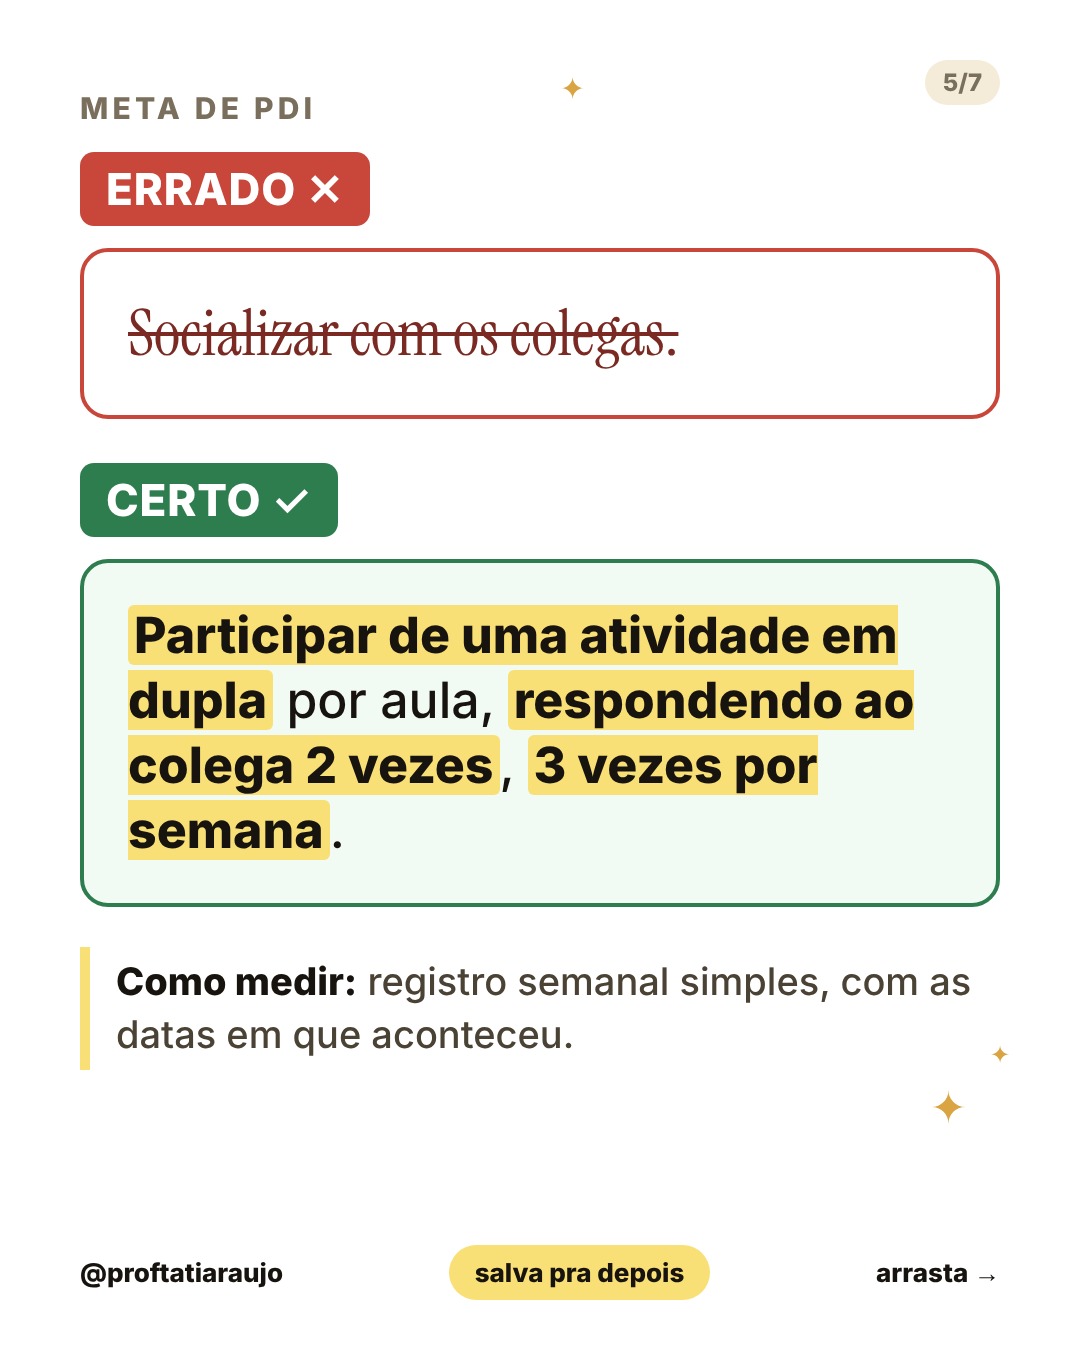 5/7
META DE PDI
ERRADO ✕
Socializar com os colegas.
CERTO ✓
Participar de uma atividade em
dupla por aula, respondendo ao
colega 2 vezes, 3 vezes por
semana.
Como medir: registro semanal simples, com as
datas em que aconteceu.
@proftatiaraujo
salva pra depois
arrasta →